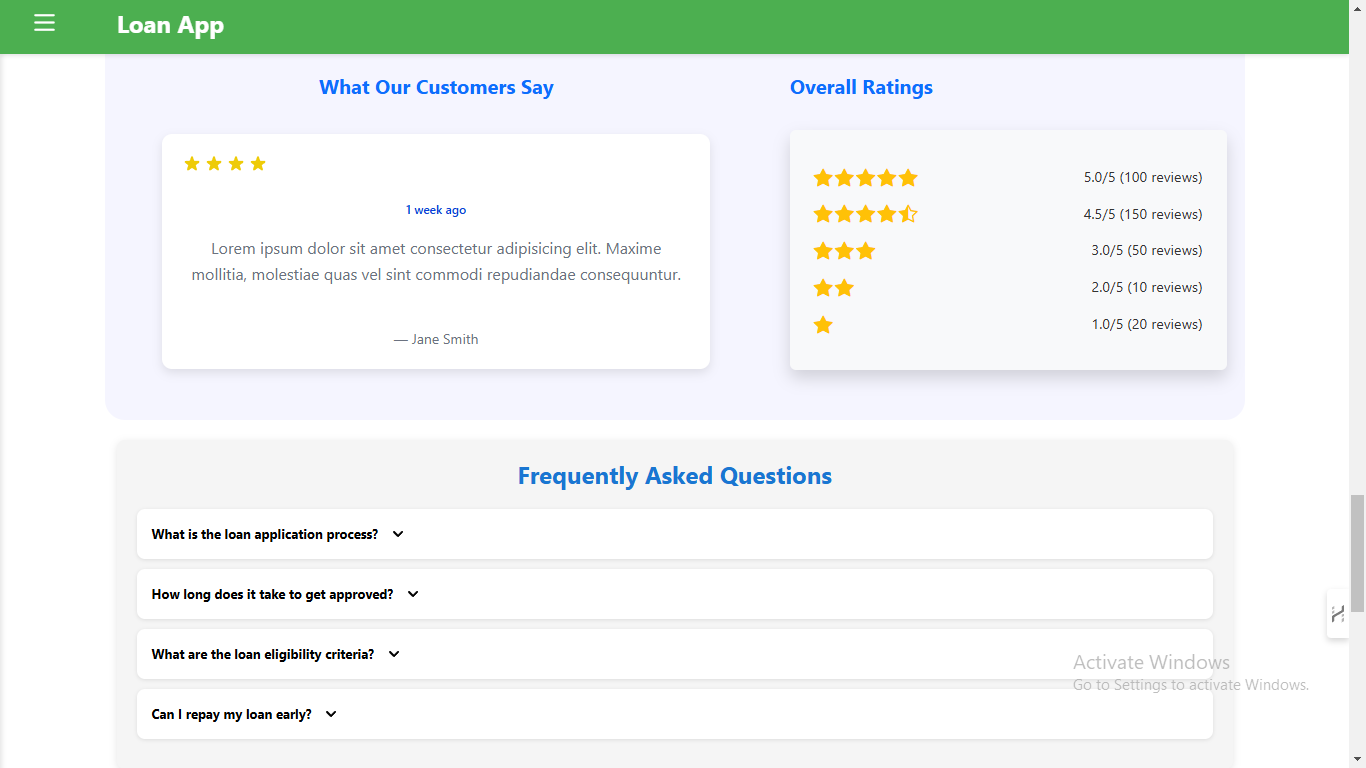 Loan App
What Our Customers Say
1 week ago
Lorem ipsum dolor sit amet consectetur adipisicing elit. Maxime
mollitia, molestiae quas vel sint commodi repudiandae consequuntur.
— Jane Smith
Overall Ratings
5.0/5 (100 reviews)
4.5/5 (150 reviews)
3.0/5 (50 reviews)
2.0/5 (10 reviews)
1.0/5 (20 reviews)
Frequently Asked Questions
What is the loan application process?
How long does it take to get approved?
What are the loan eligibility criteria?
Can I repay my loan early?
Activate Windows
Go to Settings to activate Windows.